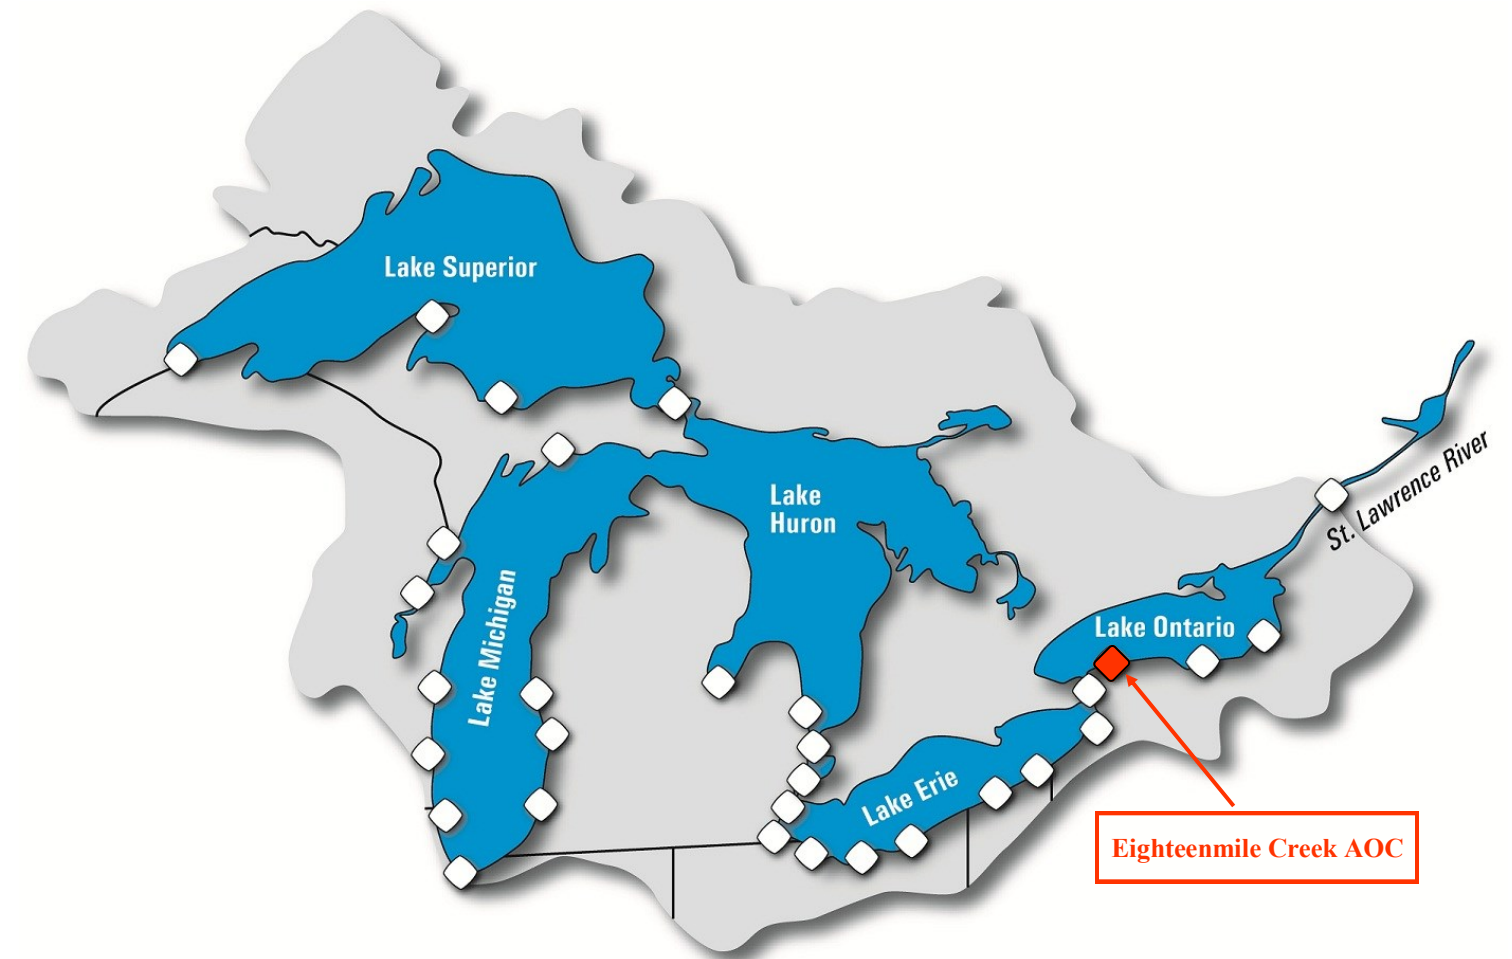 Lake Superior
Lake
Huron
Lake Michigan
St. Lawrence River
Lake Ontario
Lake Erie
Eighteenmile Creek AOC